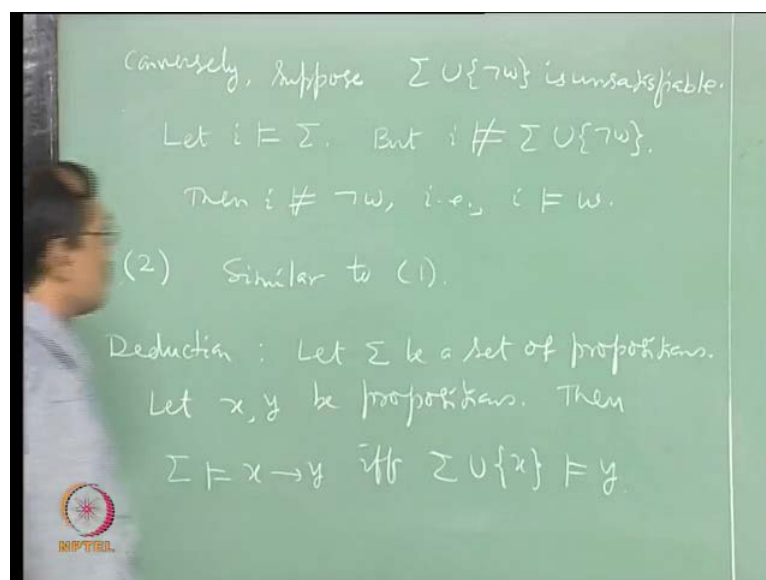 Conversely, suppose Σ ∪ {¬w} is unsatisfiable.
Let i ⊨ Σ. But i ⊭ Σ ∪ {¬w}.
Then i ⊭ ¬w, i.e., i ⊨ w.
(2) Similar to (1).
Deduction : Let Σ be a set of propositions.
Let x, y be propositions. Then
Σ ⊨ x → y iff Σ ∪ {x} ⊨ y.
NPTEL